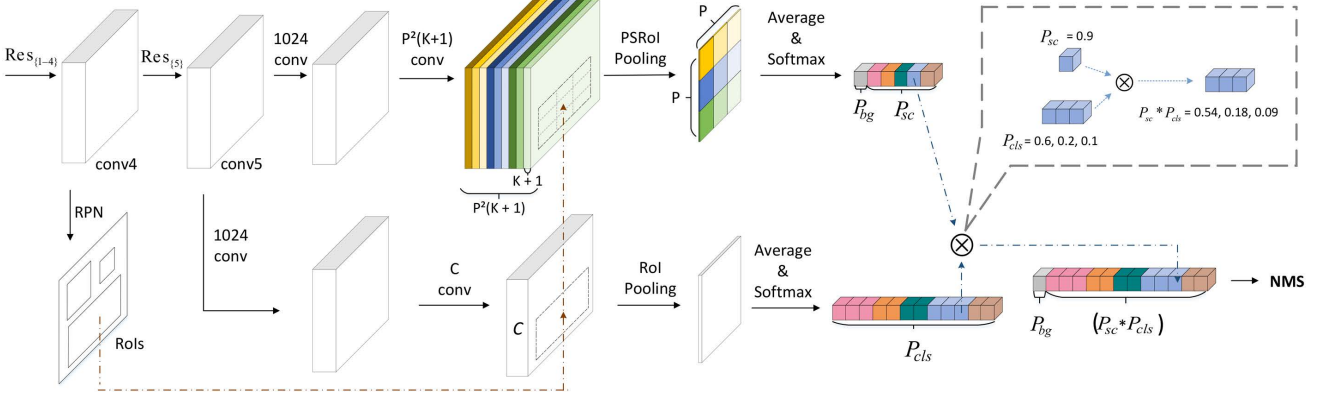 Res{1-4}
conv4
Res{5}
conv5
1024
conv
P²(K+1)
conv
K + 1
P²(K + 1)
PSRoI
Pooling
P
P
Average
&
Softmax
Pbg
Psc
Psc = 0.9
Pcls = 0.6, 0.2, 0.1
Psc * Pcls = 0.54, 0.18, 0.09
RPN
RoIs
1024
conv
C
conv
C
RoI
Pooling
Average
&
Softmax
Pcls
Pbg
(Psc*Pcls)
NMS